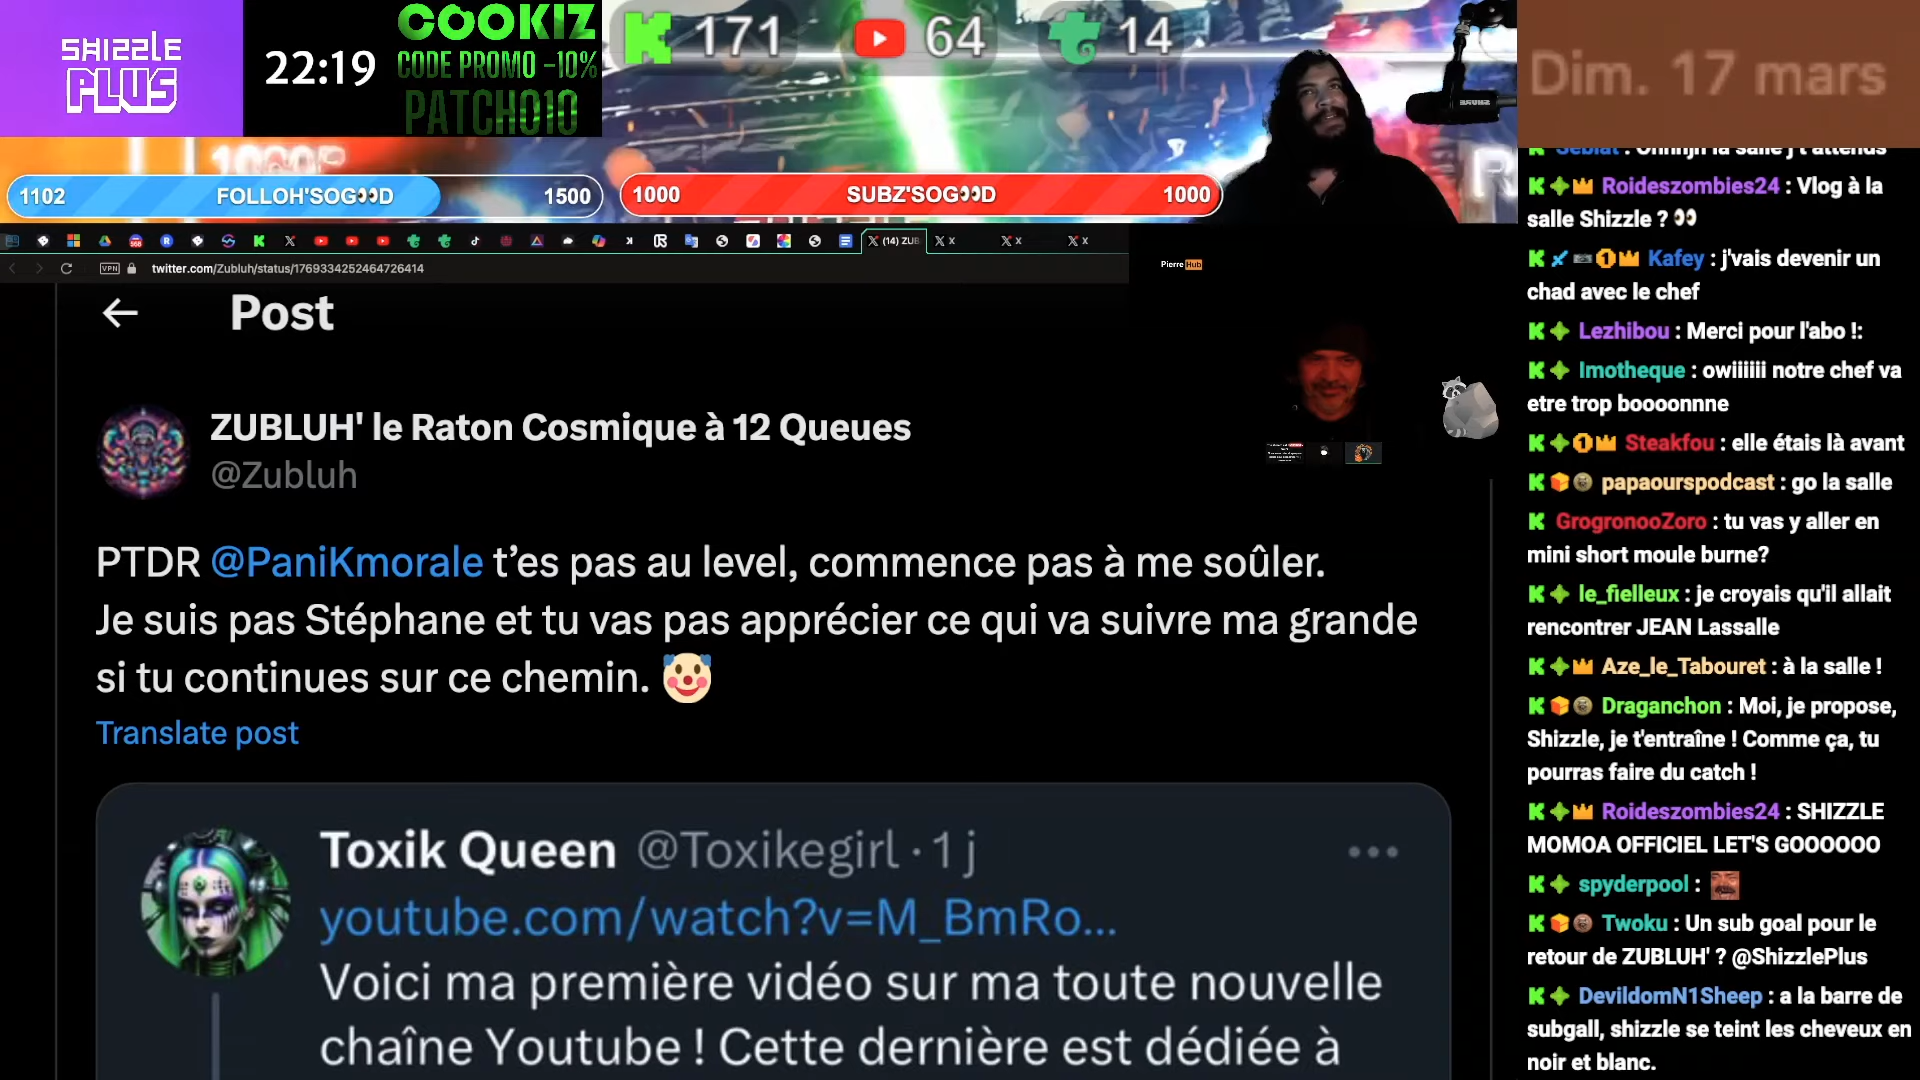 SHIZZLE
PLUS
22:19
COOKIZ
CODE PROMO -10%
PATCHO10
171
64
14
Dim. 17 mars
1102
FOLLOH'SOG👀D
1500
1000
SUBZ'SOG👀D
1000
(14) ZUB
X
X
X
VPN
twitter.com/Zubluh/status/1769334252464726414
Pierre Hub
Post
ZUBLUH' le Raton Cosmique à 12 Queues
@Zubluh
PTDR @PaniKmorale t’es pas au level, commence pas à me soûler.
Je suis pas Stéphane et tu vas pas apprécier ce qui va suivre ma grande
si tu continues sur ce chemin. 🤡
Translate post
Toxik Queen @Toxikegirl · 1 j
youtube.com/watch?v=M_BmRo...
Voici ma première vidéo sur ma toute nouvelle
chaîne Youtube ! Cette dernière est dédiée à
Roideszombies24 : Vlog à la
salle Shizzle ? 👀
Kafey : j'vais devenir un
chad avec le chef
Lezhibou : Merci pour l'abo !:
Imotheque : owiiiiii notre chef va
etre trop boooonnne
Steakfou : elle étais là avant
papaourspodcast : go la salle
GrogronooZoro : tu vas y aller en
mini short moule burne?
le_fielleux : je croyais qu'il allait
rencontrer JEAN Lassalle
Aze_le_Tabouret : à la salle !
Draganchon : Moi, je propose,
Shizzle, je t'entraîne ! Comme ça, tu
pourras faire du catch !
Roideszombies24 : SHIZZLE
MOMOA OFFICIEL LET'S GOOOOOO
spyderpool :
Twoku : Un sub goal pour le
retour de ZUBLUH' ? @ShizzlePlus
DevildomN1Sheep : a la barre de
subgall, shizzle se teint les cheveux en
noir et blanc.